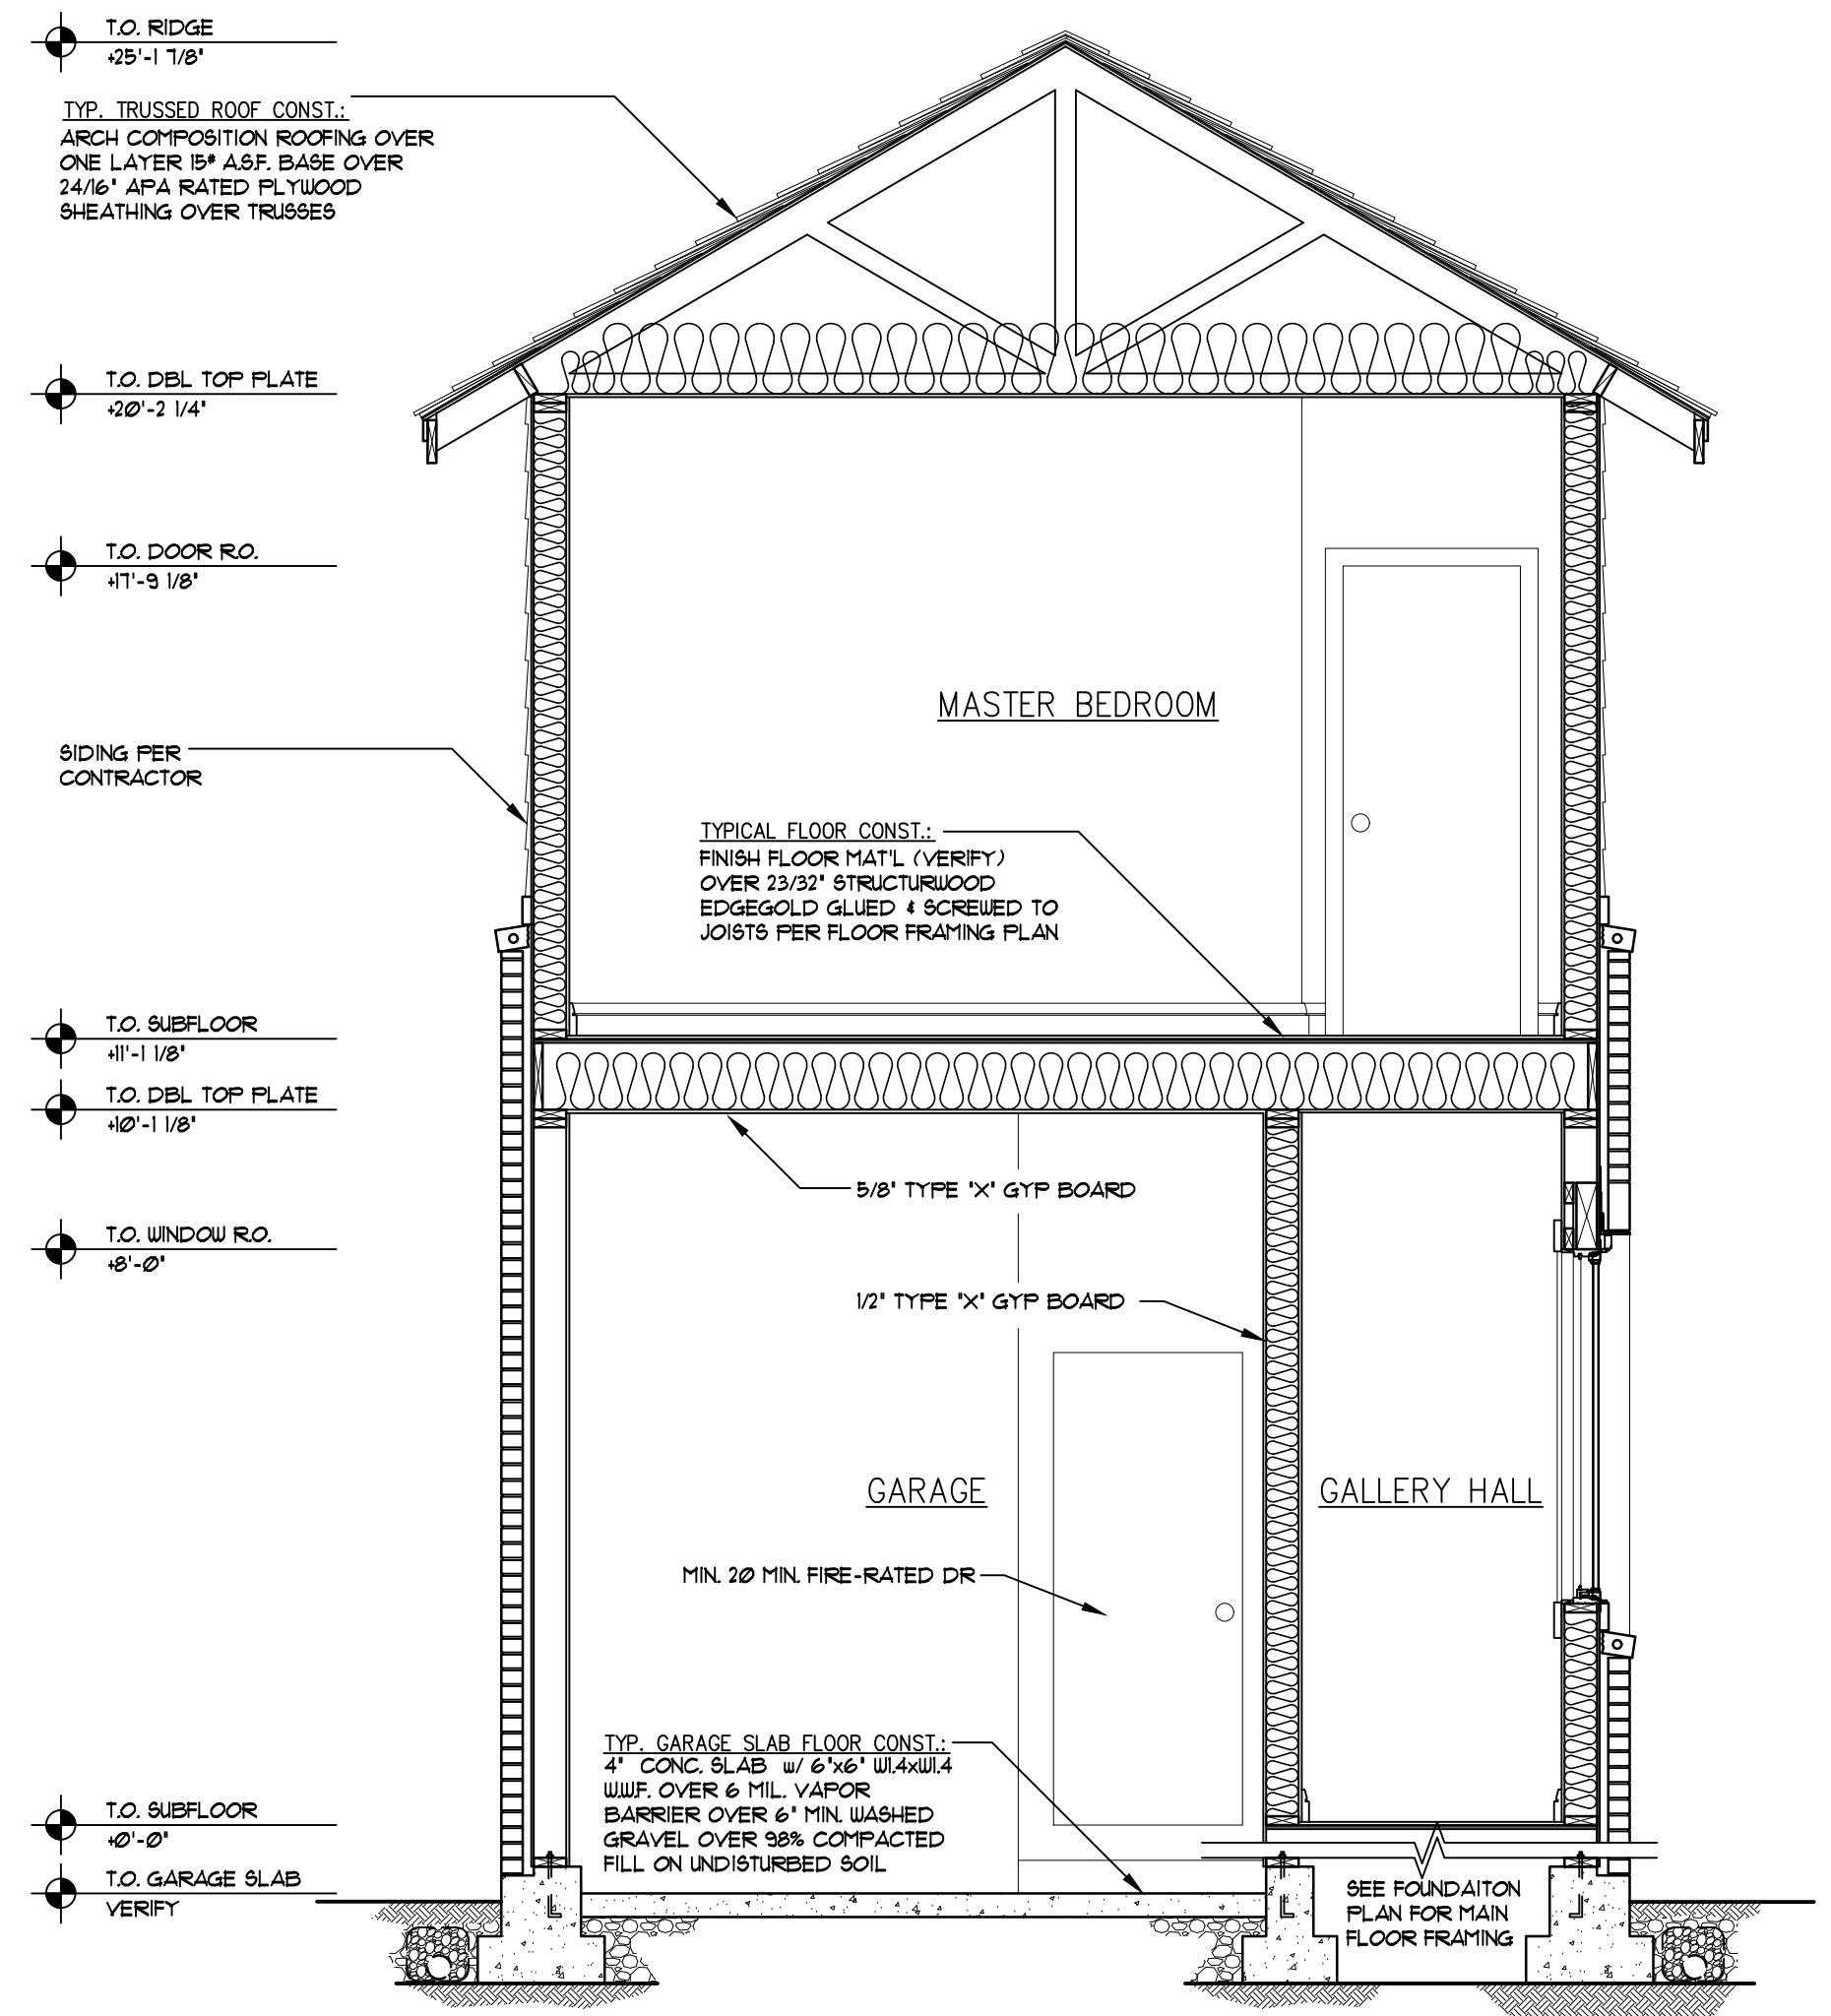 T.O. RIDGE
+25'-1 7/8"
TYP. TRUSSED ROOF CONST.:
ARCH COMPOSITION ROOFING OVER
ONE LAYER 15# A.S.F. BASE OVER
24/16" APA RATED PLYWOOD
SHEATHING OVER TRUSSES
T.O. DBL TOP PLATE
+20'-2 1/4"
T.O. DOOR R.O.
+17'-9 1/8"
MASTER BEDROOM
SIDING PER
CONTRACTOR
TYPICAL FLOOR CONST.:
FINISH FLOOR MAT'L (VERIFY)
OVER 23/32" STRUCTURWOOD
EDGEGOLD GLUED & SCREWED TO
JOISTS PER FLOOR FRAMING PLAN
T.O. SUBFLOOR
+11'-1 1/8"
T.O. DBL TOP PLATE
+10'-1 1/8"
5/8" TYPE "X" GYP BOARD
T.O. WINDOW R.O.
+8'-0"
1/2" TYPE "X" GYP BOARD
GARAGE
GALLERY HALL
MIN. 20 MIN. FIRE-RATED DR
TYP. GARAGE SLAB FLOOR CONST.:
4" CONC. SLAB w/ 6"x6" W1.4xW1.4
W.W.F. OVER 6 MIL. VAPOR
BARRIER OVER 6" MIN. WASHED
GRAVEL OVER 98% COMPACTED
FILL ON UNDISTURBED SOIL
T.O. SUBFLOOR
+0'-0"
T.O. GARAGE SLAB
VERIFY
SEE FOUNDAITON
PLAN FOR MAIN
FLOOR FRAMING